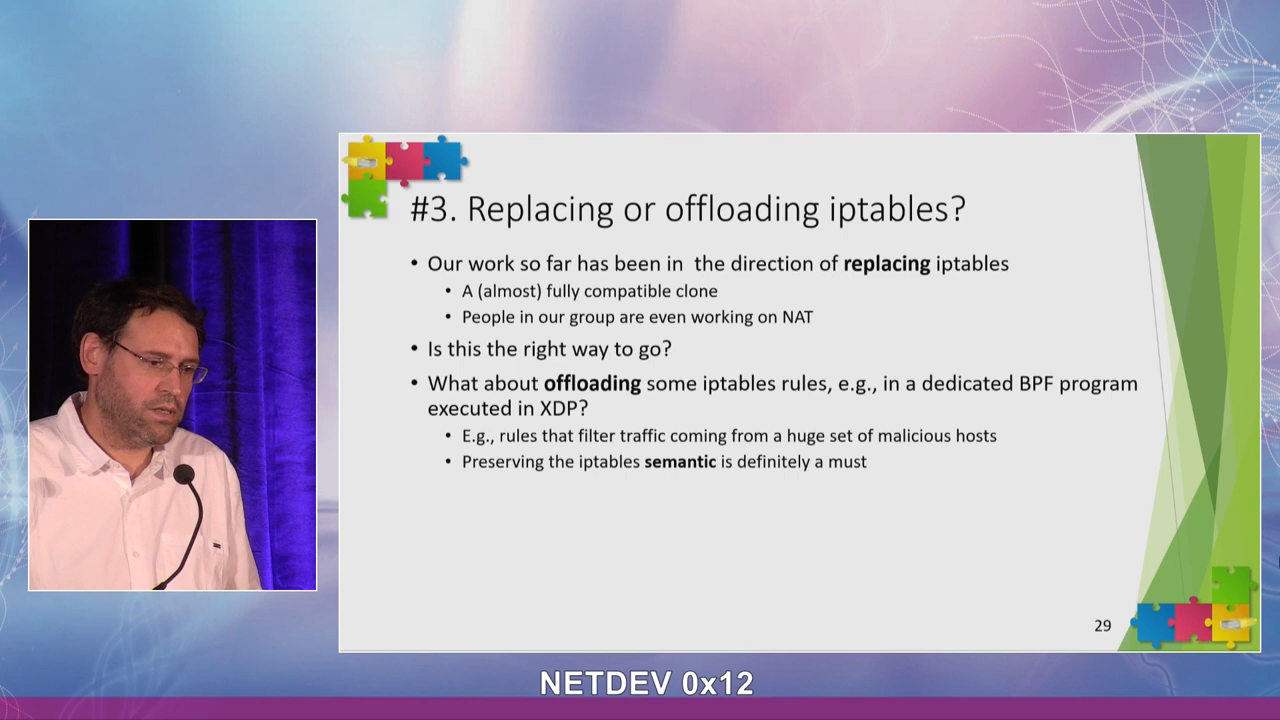 #3. Replacing or offloading iptables?
• Our work so far has been in  the direction of replacing iptables
• A (almost) fully compatible clone
• People in our group are even working on NAT
• Is this the right way to go?
• What about offloading some iptables rules, e.g., in a dedicated BPF program
executed in XDP?
• E.g., rules that filter traffic coming from a huge set of malicious hosts
• Preserving the iptables semantic is definitely a must
29
NETDEV 0x12